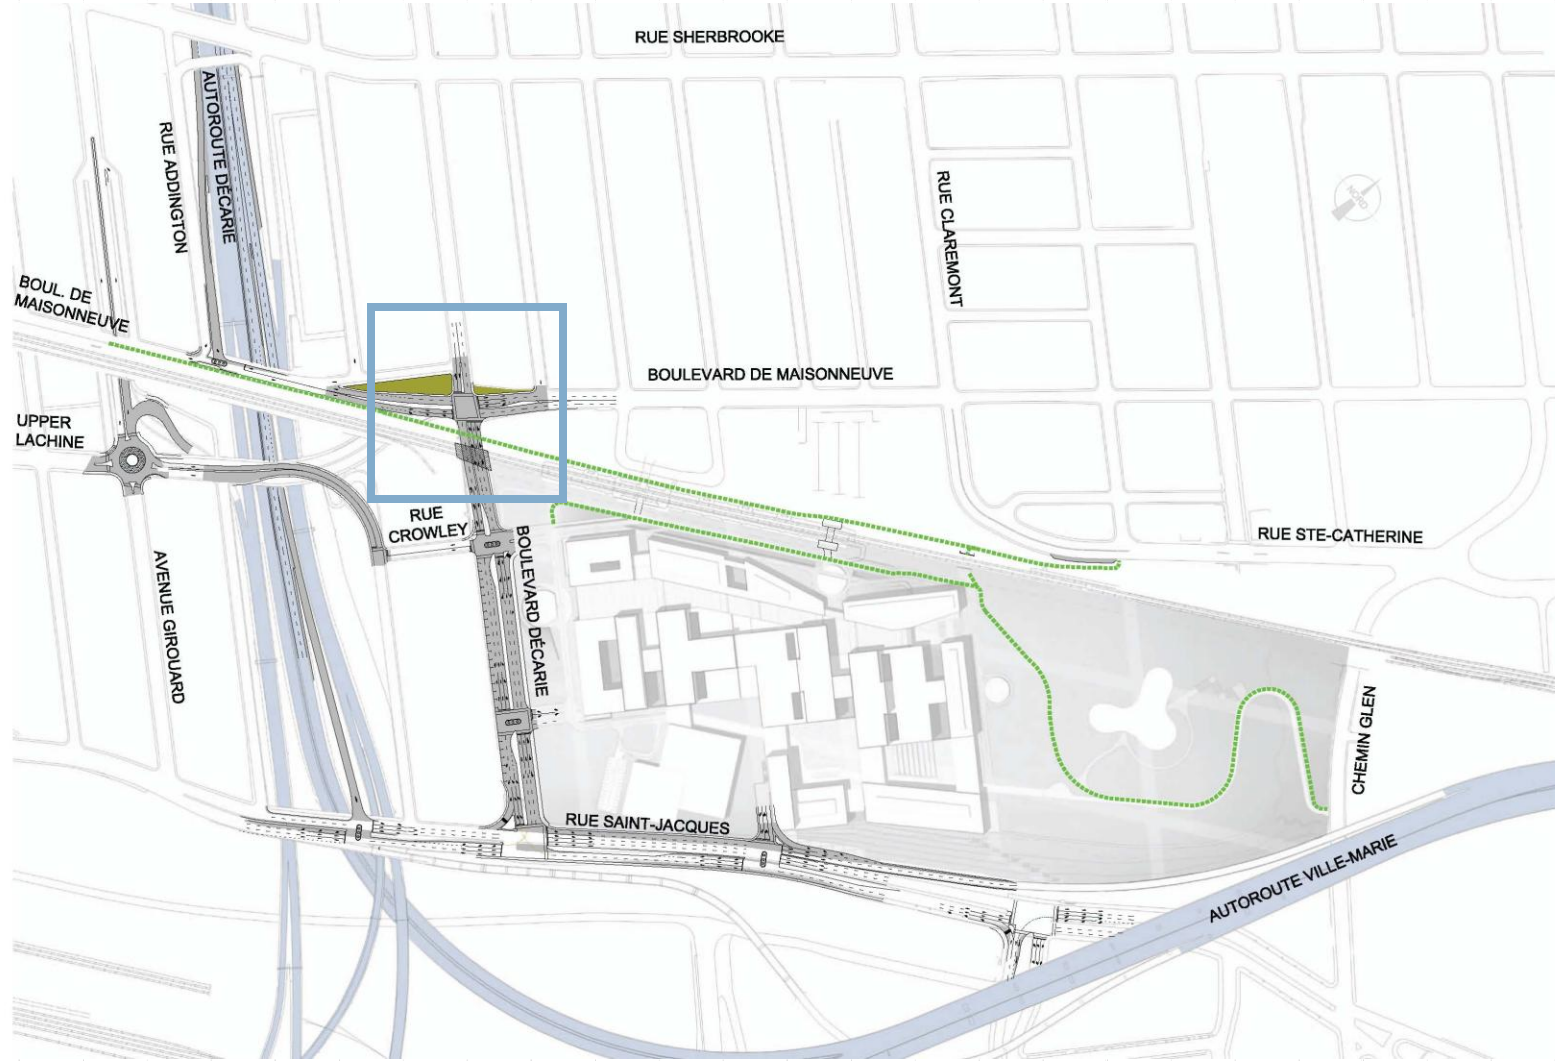 RUE SHERBROOKE
RUE ADDINGTON
AUTOROUTE DÉCARIE
RUE CLAREMONT
NORD
BOUL. DE
MAISONNEUVE
BOULEVARD DE MAISONNEUVE
UPPER
LACHINE
RUE
CROWLEY
RUE STE-CATHERINE
AVENUE GIROUARD
BOULEVARD DÉCARIE
CHEMIN GLEN
RUE SAINT-JACQUES
AUTOROUTE VILLE-MARIE